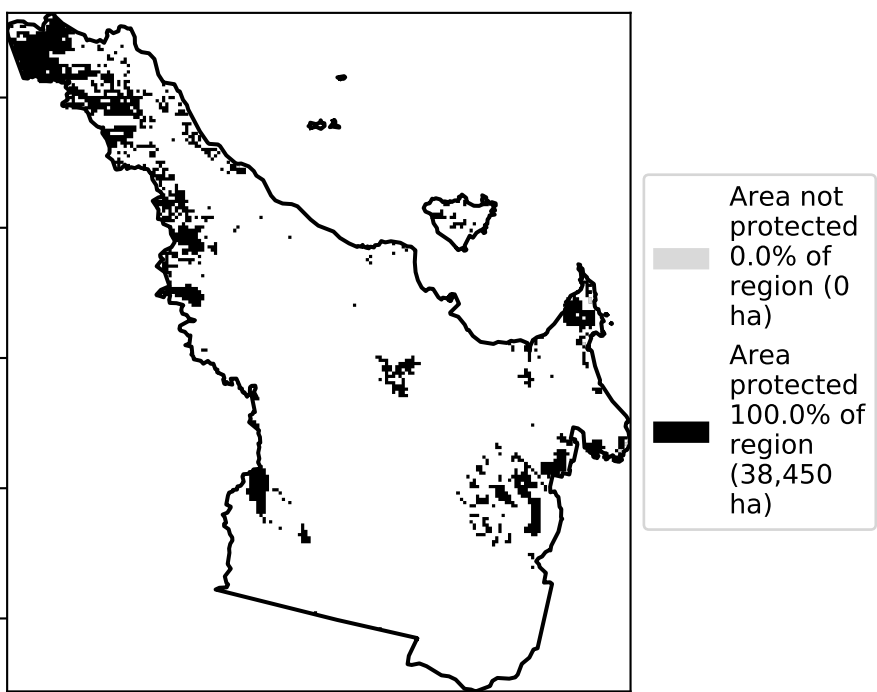 Area not
protected
0.0% of
region (0
ha)
Area
protected
100.0% of
region
(38,450
ha)